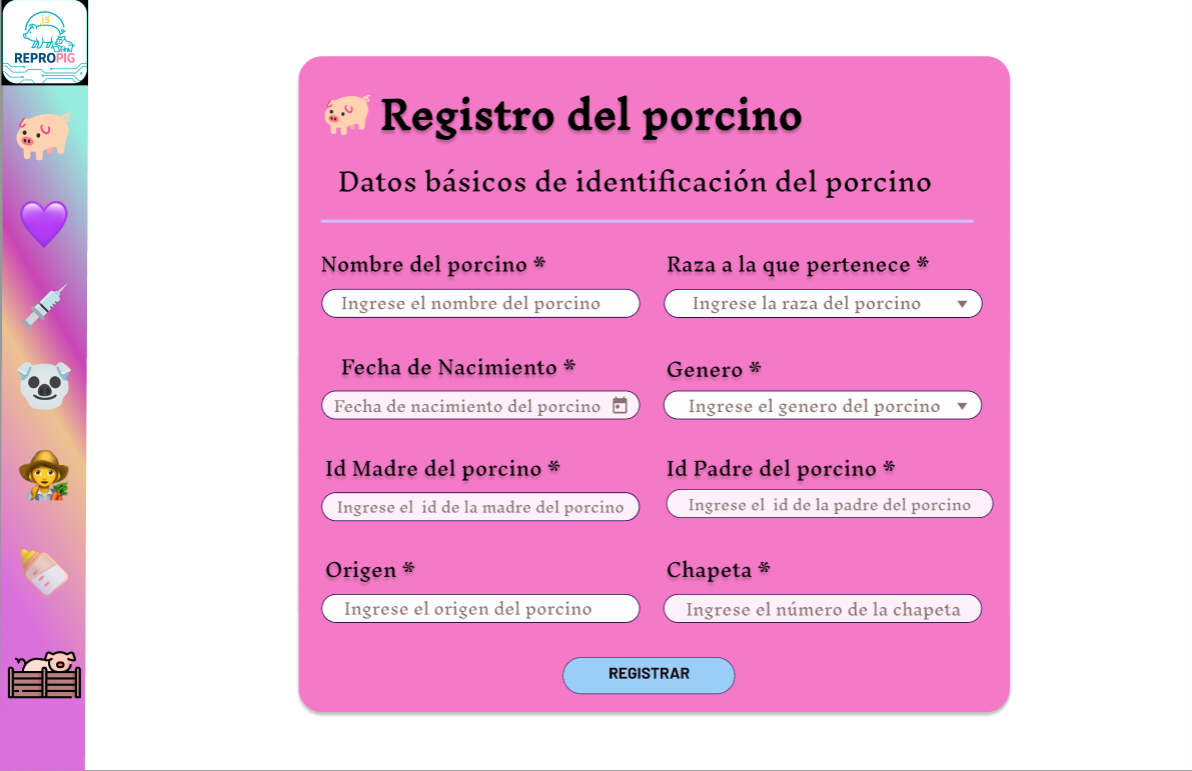 js
REPROPIG
Registro del porcino
Datos básicos de identificación del porcino
Nombre del porcino *
Raza a la que pertenece *
Ingrese el nombre del porcino
Ingrese la raza del porcino
Fecha de Nacimiento *
Genero *
Fecha de nacimiento del porcino
Ingrese el genero del porcino
Id Madre del porcino *
Id Padre del porcino *
Ingrese el  id de la madre del porcino
Ingrese el  id de la padre del porcino
Origen *
Chapeta *
Ingrese el origen del porcino
Ingrese el número de la chapeta
REGISTRAR